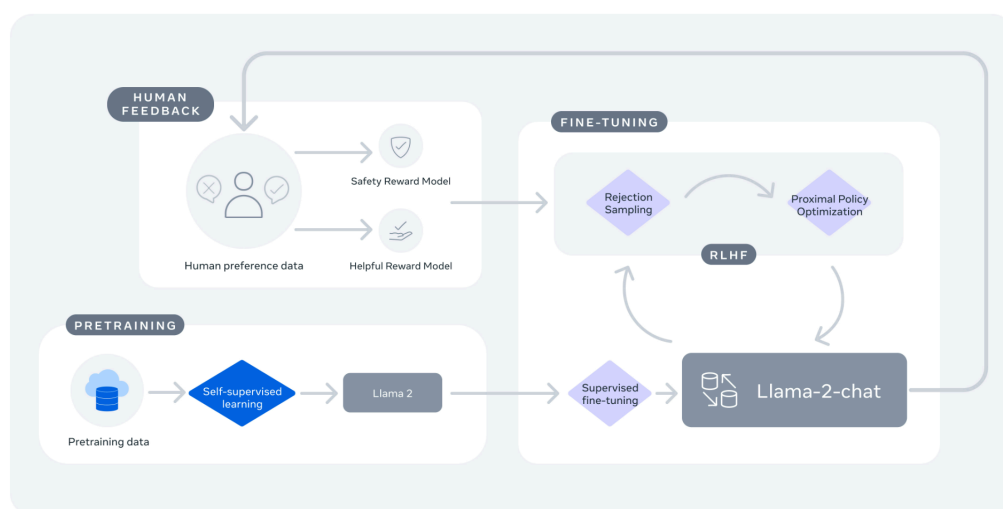 HUMAN
FEEDBACK
Safety Reward Model
Human preference data
Helpful Reward Model
FINE-TUNING
Rejection
Sampling
Proximal Policy
Optimization
RLHF
PRETRAINING
Pretraining data
Self-supervised
learning
Llama 2
Supervised
fine-tuning
Llama-2-chat